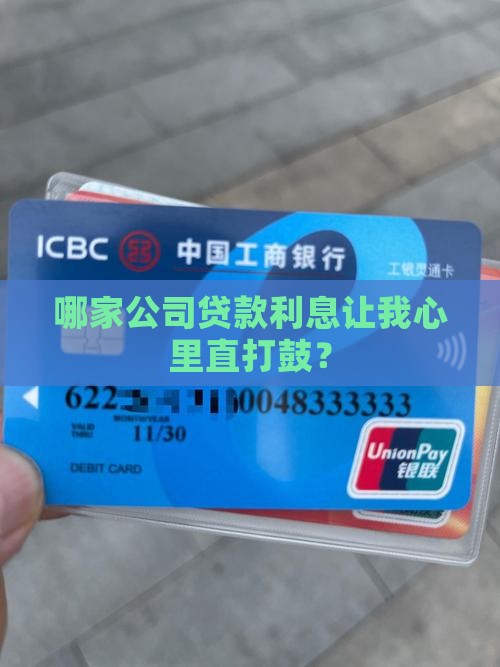 ICBC 中国工商银行
工银灵通卡
哪家公司贷款利息让我心
里直打鼓？
622 0048333333
MONTH/YEAR
VALID
THRU 11/30
DEBIT CARD
UnionPay
银联